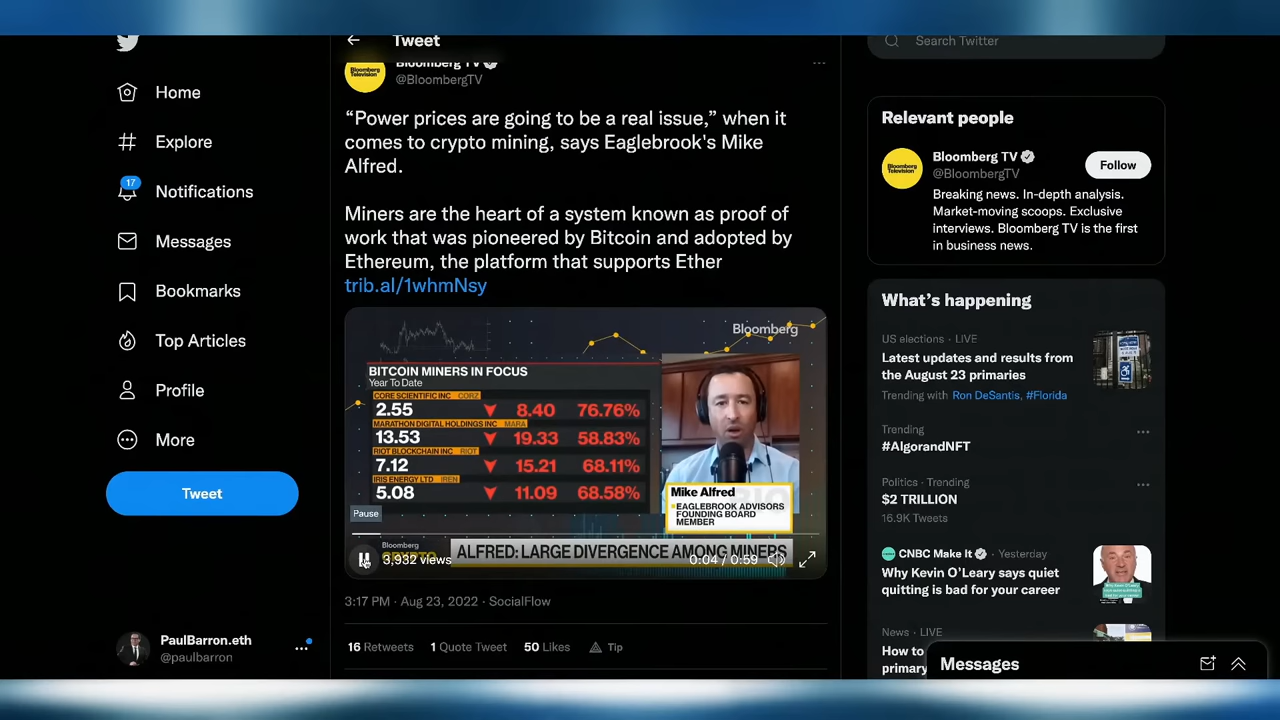 Home
Explore
17
Notifications
Messages
Bookmarks
Top Articles
Profile
More
Tweet
PaulBarron.eth
@paulbarron
Tweet
Bloomberg Television
Bloomberg TV
@BloombergTV
“Power prices are going to be a real issue,” when it
comes to crypto mining, says Eaglebrook's Mike
Alfred.
Miners are the heart of a system known as proof of
work that was pioneered by Bitcoin and adopted by
Ethereum, the platform that supports Ether
trib.al/1whmNsy
Bloomberg
BITCOIN MINERS IN FOCUS
Year To Date
CORE SCIENTIFIC INC CORZ
2.55 ▼ 8.40 76.76%
MARATHON DIGITAL HOLDINGS INC MARA
13.53 ▼ 19.33 58.83%
RIOT BLOCKCHAIN INC RIOT
7.12 ▼ 15.21 68.11%
IRIS ENERGY LTD IREN
5.08 ▼ 11.09 68.58%
Mike Alfred
EAGLEBROOK ADVISORS
FOUNDING BOARD
MEMBER
Pause
Bloomberg
CRYPTO
ALFRED: LARGE DIVERGENCE AMONG MINERS
3,932 views
0:04 / 0:59
3:17 PM · Aug 23, 2022 · SocialFlow
16 Retweets 1 Quote Tweet 50 Likes Tip
Search Twitter
Relevant people
Bloomberg Television
Bloomberg TV
@BloombergTV
Follow
Breaking news. In-depth analysis.
Market-moving scoops. Exclusive
interviews. Bloomberg TV is the first
in business news.
What’s happening
US elections · LIVE
Latest updates and results from
the August 23 primaries
Trending with Ron DeSantis, #Florida
Trending
#AlgorandNFT
Politics · Trending
$2 TRILLION
16.9K Tweets
CNBC Make It · Yesterday
Why Kevin O’Leary says quiet
quitting is bad for your career
News · LIVE
How to
primary
Messages